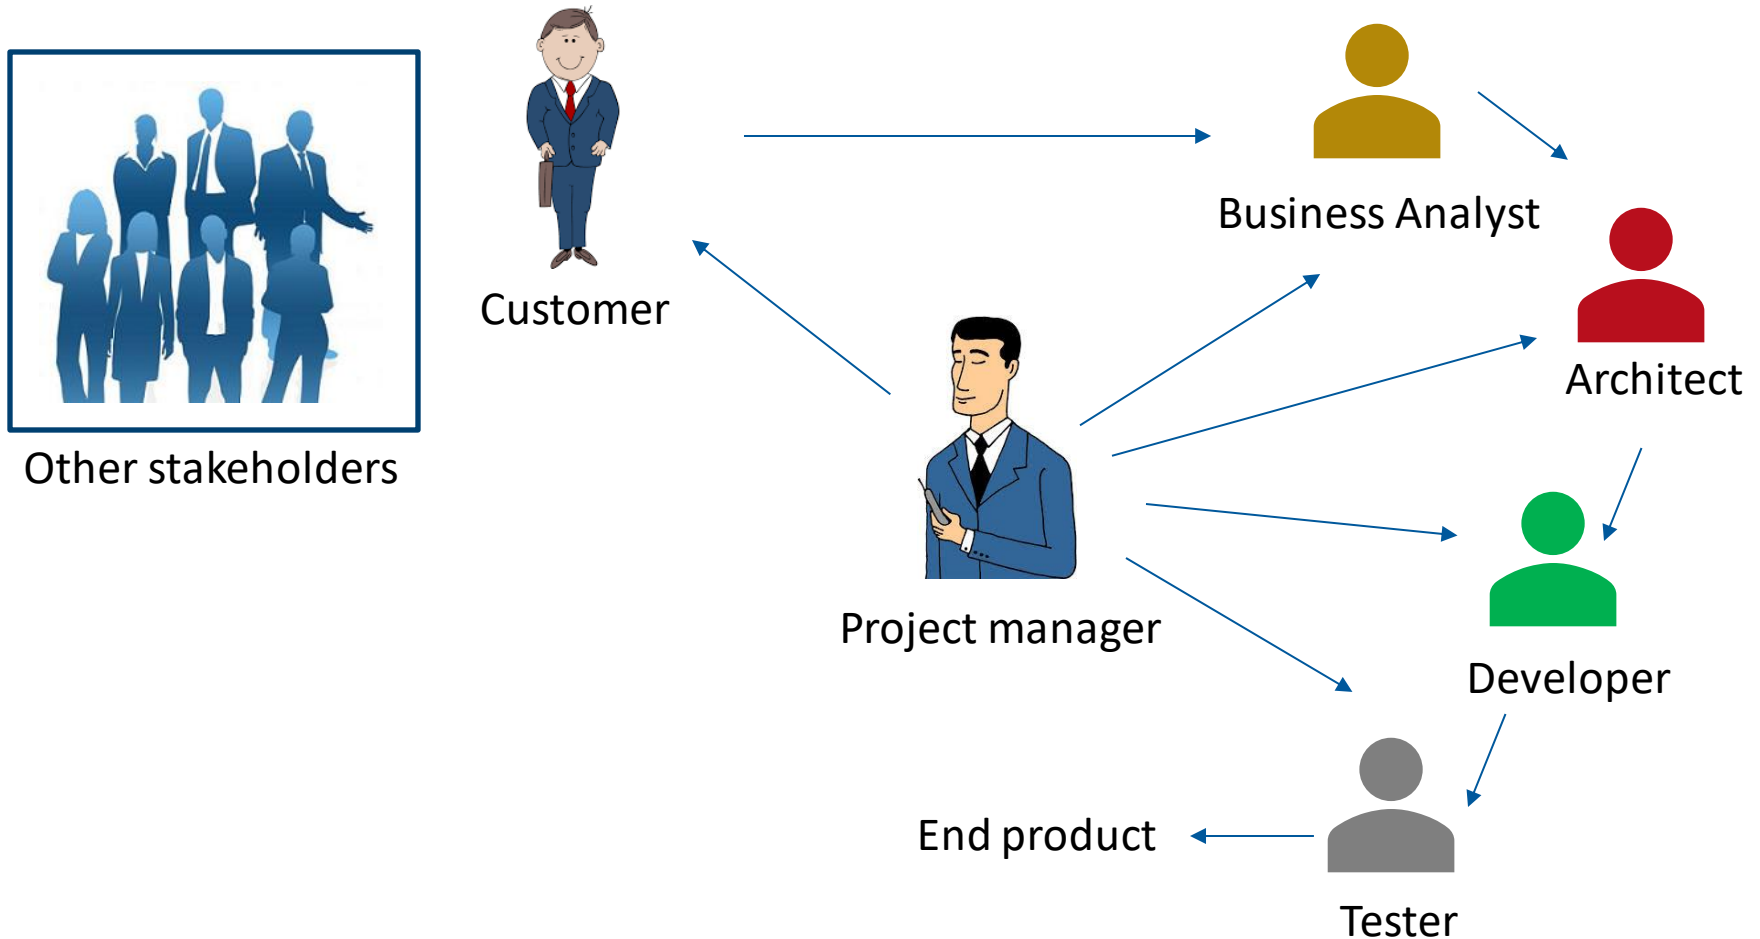 Customer
Business Analyst
Architect
Other stakeholders
Project manager
Developer
End product
Tester